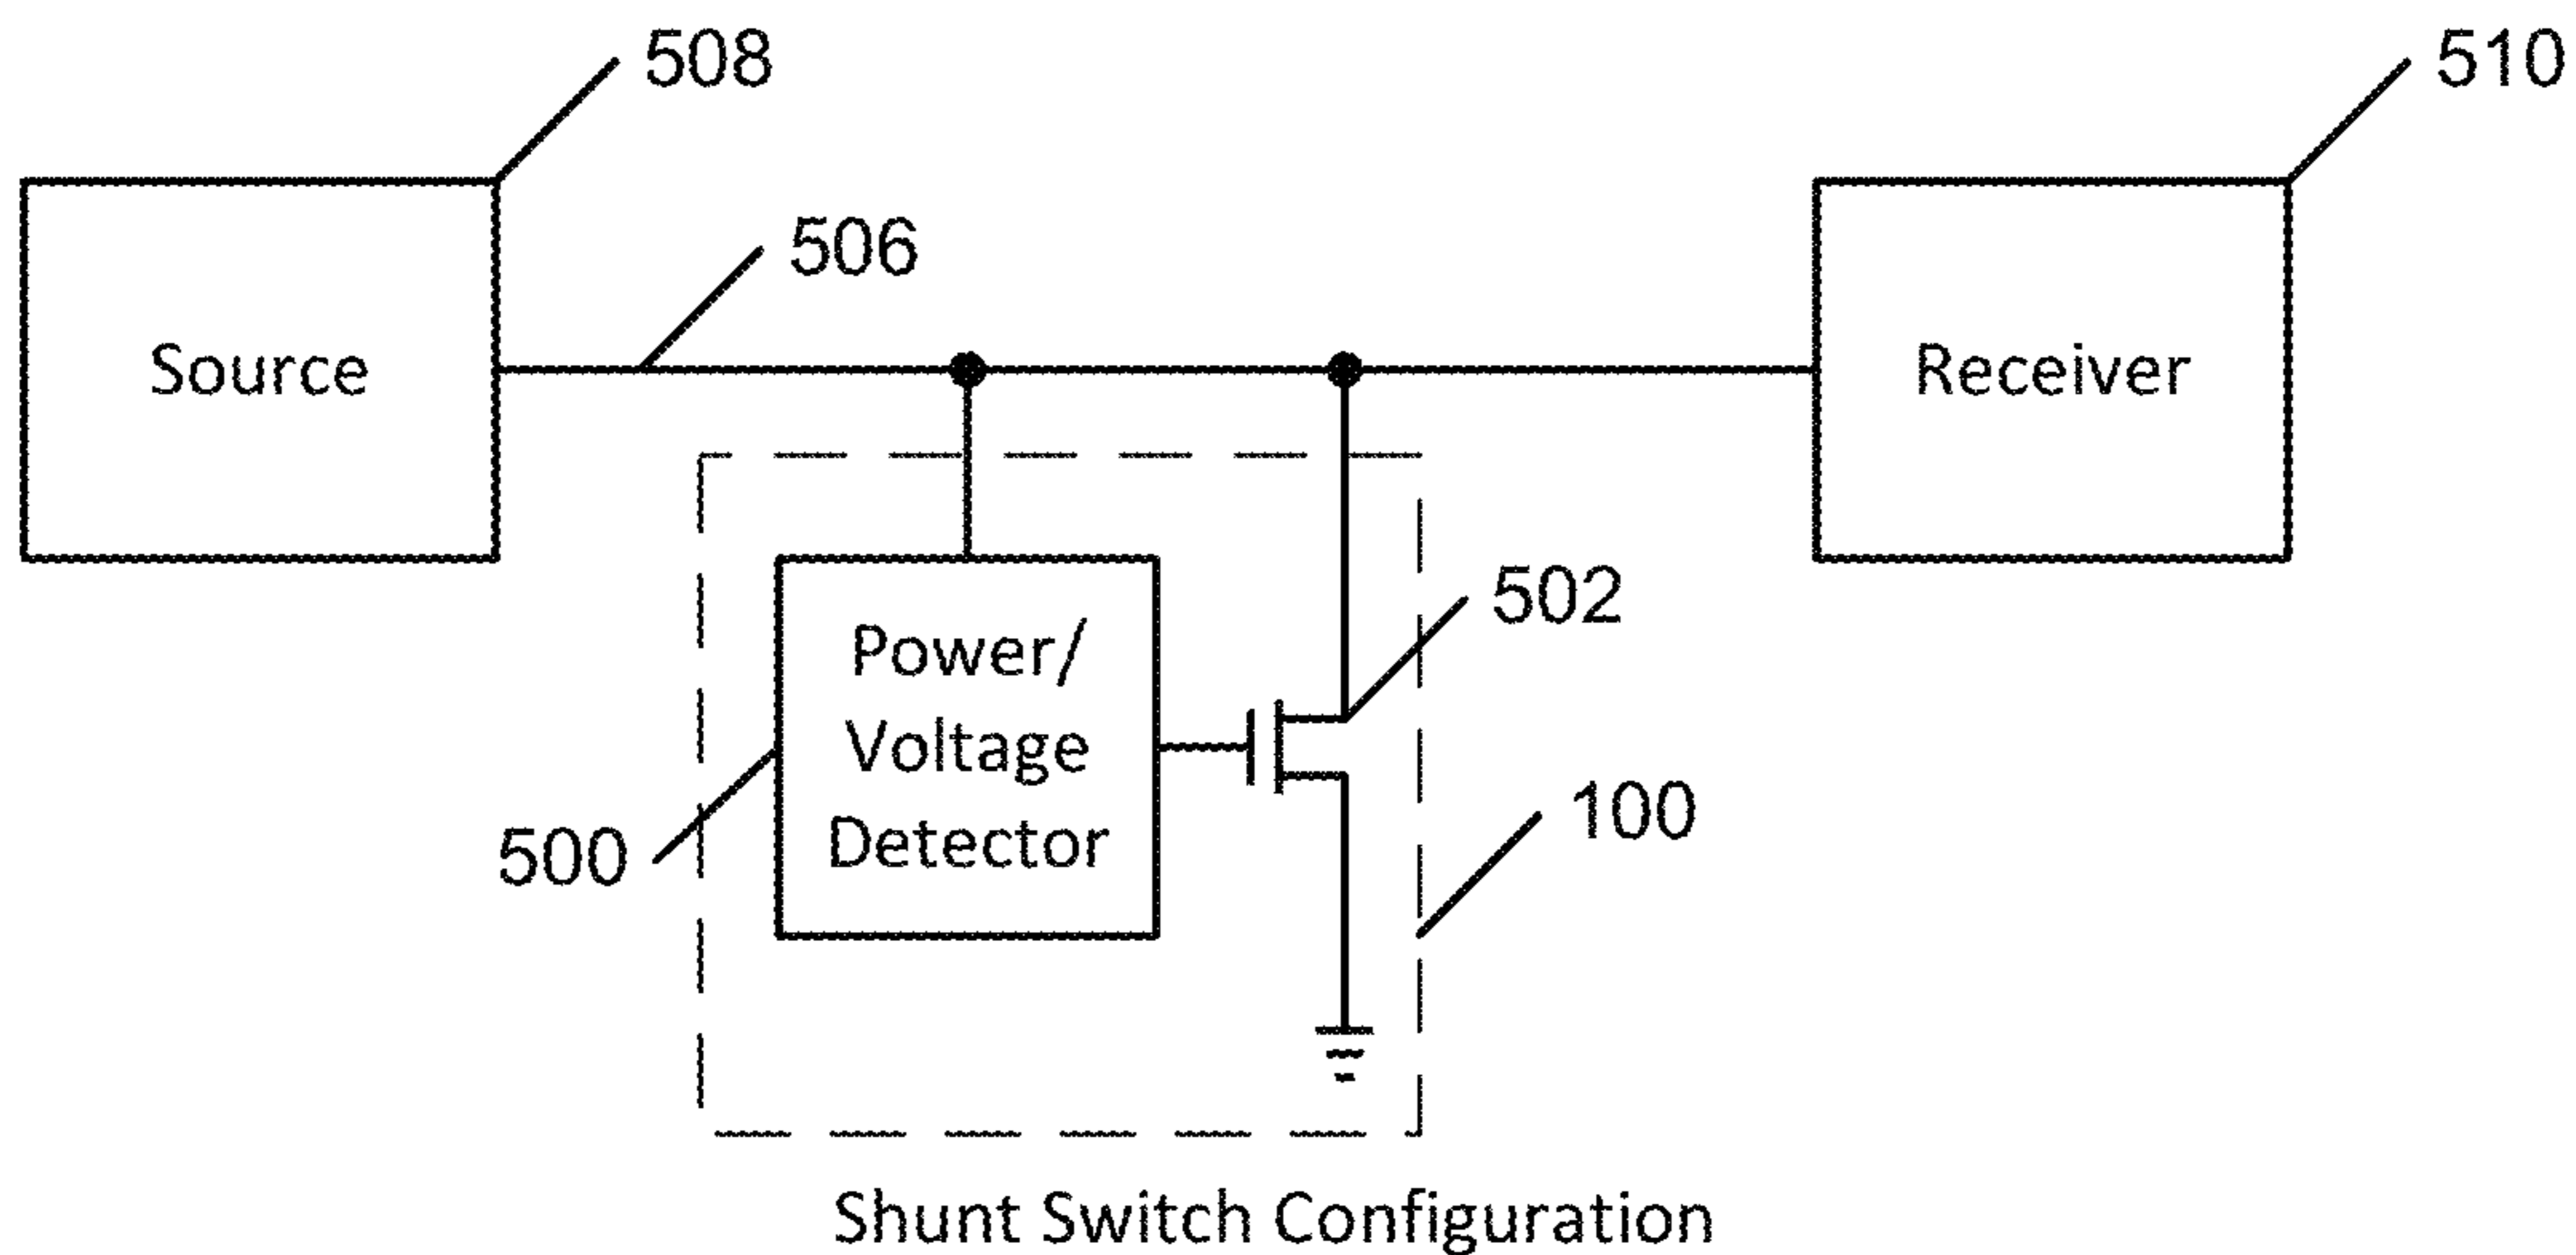 508
510
506
Source
Receiver
502
Power/
Voltage
Detector
500
100
Shunt Switch Configuration